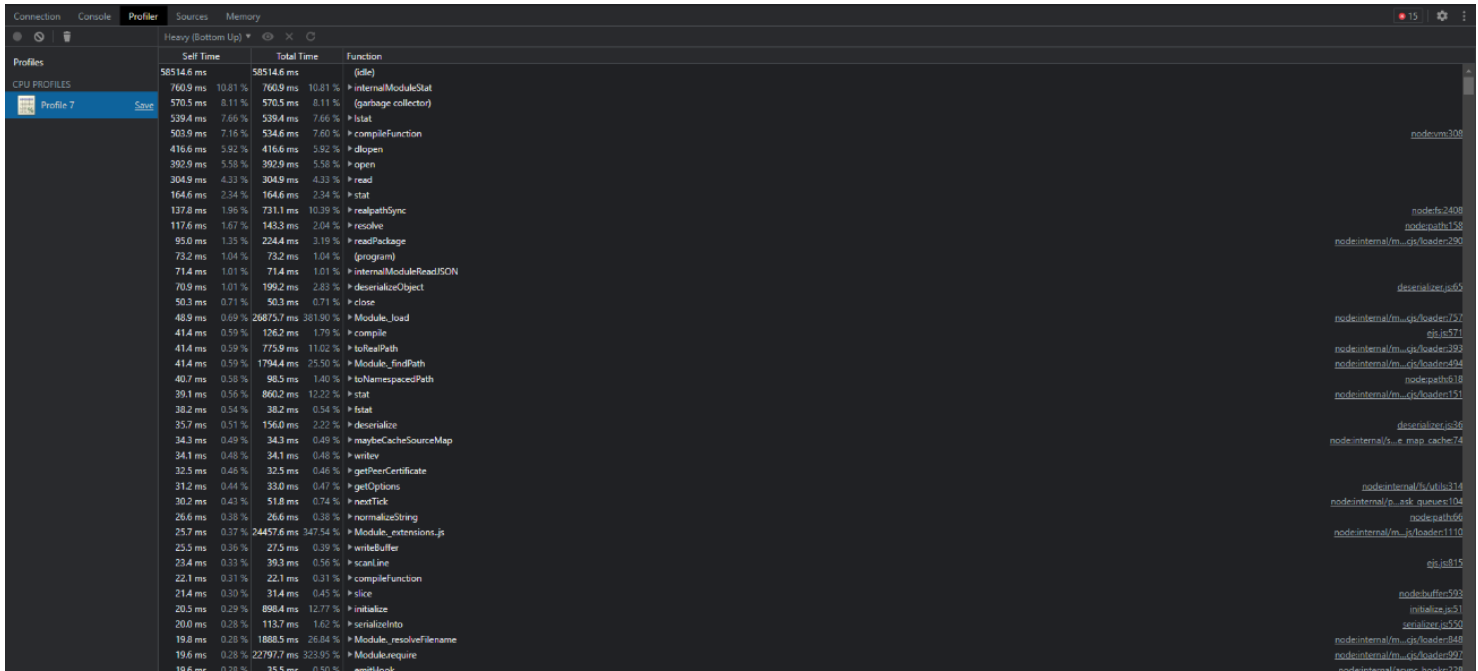 Connection Console Profiler Sources Memory 15
Heavy (Bottom Up)
Profiles
CPU PROFILES
Profile 7 Save
Self Time Total Time Function
58514.6 ms 58514.6 ms (idle)
760.9 ms 10.81 % 760.9 ms 10.81 % internalModuleStat
570.5 ms 8.11 % 570.5 ms 8.11 % (garbage collector)
539.4 ms 7.66 % 539.4 ms 7.66 % lstat
503.9 ms 7.16 % 534.6 ms 7.60 % compileFunction node:vm:308
416.6 ms 5.92 % 416.6 ms 5.92 % dlopen
392.9 ms 5.58 % 392.9 ms 5.58 % open
304.9 ms 4.33 % 304.9 ms 4.33 % read
164.6 ms 2.34 % 164.6 ms 2.34 % stat
137.8 ms 1.96 % 731.1 ms 10.39 % realpathSync node:fs:2408
117.6 ms 1.67 % 143.3 ms 2.04 % resolve node:path:158
95.0 ms 1.35 % 224.4 ms 3.19 % readPackage node:internal/m...cjs/loader:290
73.2 ms 1.04 % 73.2 ms 1.04 % (program)
71.4 ms 1.01 % 71.4 ms 1.01 % internalModuleReadJSON
70.9 ms 1.01 % 199.2 ms 2.83 % deserializeObject deserializer.js:65
50.3 ms 0.71 % 50.3 ms 0.71 % close
48.9 ms 0.69 % 26875.7 ms 381.90 % Module._load node:internal/m...cjs/loader:757
41.4 ms 0.59 % 126.2 ms 1.79 % compile ejs.js:571
41.4 ms 0.59 % 775.9 ms 11.02 % toRealPath node:internal/m...cjs/loader:393
41.4 ms 0.59 % 1794.4 ms 25.50 % Module._findPath node:internal/m...cjs/loader:494
40.7 ms 0.58 % 98.5 ms 1.40 % toNamespacedPath node:path:618
39.1 ms 0.56 % 860.2 ms 12.22 % stat node:internal/m...cjs/loader:151
38.2 ms 0.54 % 38.2 ms 0.54 % fstat
35.7 ms 0.51 % 156.0 ms 2.22 % deserialize deserializer.js:36
34.3 ms 0.49 % 34.3 ms 0.49 % maybeCacheSourceMap node:internal/s...e_map_cache:74
34.1 ms 0.48 % 34.1 ms 0.48 % writev
32.5 ms 0.46 % 32.5 ms 0.46 % getPeerCertificate
31.2 ms 0.44 % 33.0 ms 0.47 % getOptions node:internal/fs/utils:314
30.2 ms 0.43 % 51.8 ms 0.74 % nextTick node:internal/p...ask_queues:104
26.6 ms 0.38 % 26.6 ms 0.38 % normalizeString node:path:66
25.7 ms 0.37 % 24457.6 ms 347.54 % Module._extensions.js node:internal/m...js/loader:1110
25.5 ms 0.36 % 27.5 ms 0.39 % writeBuffer
23.4 ms 0.33 % 39.3 ms 0.56 % scanLine ejs.js:815
22.1 ms 0.31 % 22.1 ms 0.31 % compileFunction
21.4 ms 0.30 % 31.4 ms 0.45 % slice node:buffer:593
20.5 ms 0.29 % 898.4 ms 12.77 % initialize initialize.js:51
20.0 ms 0.28 % 113.7 ms 1.62 % serializeInto serializer.js:550
19.8 ms 0.28 % 1888.5 ms 26.84 % Module._resolveFilename node:internal/m...cjs/loader:848
19.6 ms 0.28 % 22797.7 ms 323.95 % Module.require node:internal/m...cjs/loader:997
19.6 ms 0.28 % 35.5 ms 0.50 % emitHook node:internal/async_hooks:228